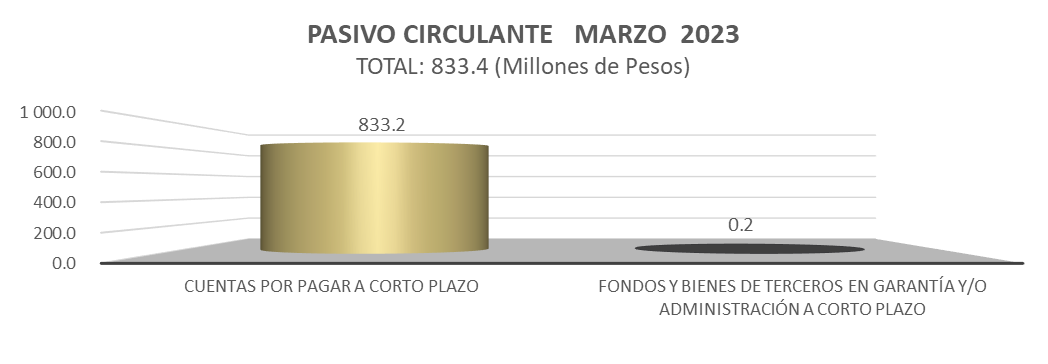 PASIVO CIRCULANTE   MARZO  2023
TOTAL: 833.4 (Millones de Pesos)
1 000.0
800.0
600.0
400.0
200.0
0.0
833.2
0.2
CUENTAS POR PAGAR A CORTO PLAZO
FONDOS Y BIENES DE TERCEROS EN GARANTÍA Y/O
ADMINISTRACIÓN A CORTO PLAZO